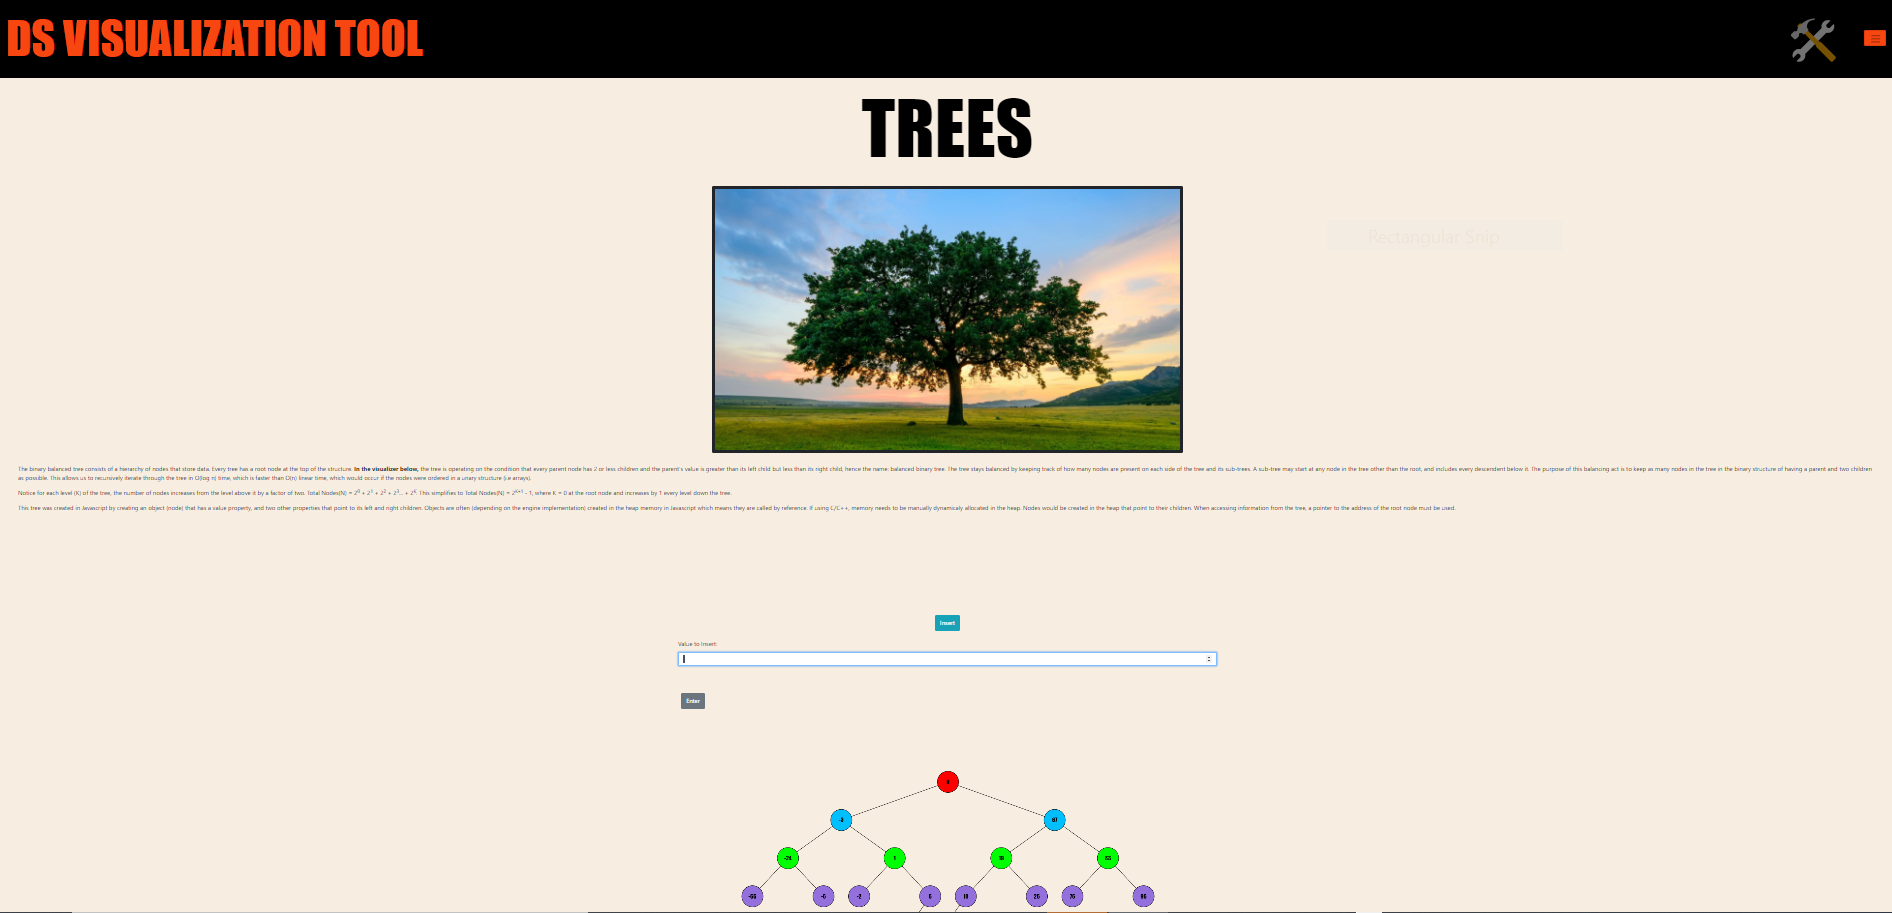 DS VISUALIZATION TOOL
TREES
Rectangular Snip
The binary balanced tree consists of a hierarchy of nodes that store data. Every tree has a root node at the top of the structure. In the visualizer below, the tree is operating on the condition that every parent node has 2 or less children and the parent's value is greater than its left child but less than its right child, hence the name: balanced binary tree. The tree stays balanced by keeping track of how many nodes are present on each side of the tree and its sub-trees. A sub-tree may start at any node in the tree other than the root, and includes every descendent below it. The purpose of this balancing act is to keep as many nodes in the tree in the binary structure of having a parent and two children
as possible. This allows us to recursively iterate through the tree in O(log n) time, which is faster than O(n) linear time, which would occur if the nodes were ordered in a unary structure (i.e arrays).
Notice for each level (K) of the tree, the number of nodes increases from the level above it by a factor of two. Total Nodes(N) = 2⁰ + 2¹ + 2² + 2³... + 2ᴷ. This simplifies to Total Nodes(N) = 2ᴷ⁺¹ - 1, where K = 0 at the root node and increases by 1 every level down the tree.
This tree was created in Javascript by creating an object (node) that has a value property, and two other properties that point to its left and right children. Objects are often (depending on the engine implementation) created in the heap memory in Javascript which means they are called by reference. If using C/C++, memory needs to be manually dynamicaly allocated in the heap. Nodes would be created in the heap that point to their children. When accessing information from the tree, a pointer to the address of the root node must be used.
Insert
Value to Insert:
Enter
1
-2 76